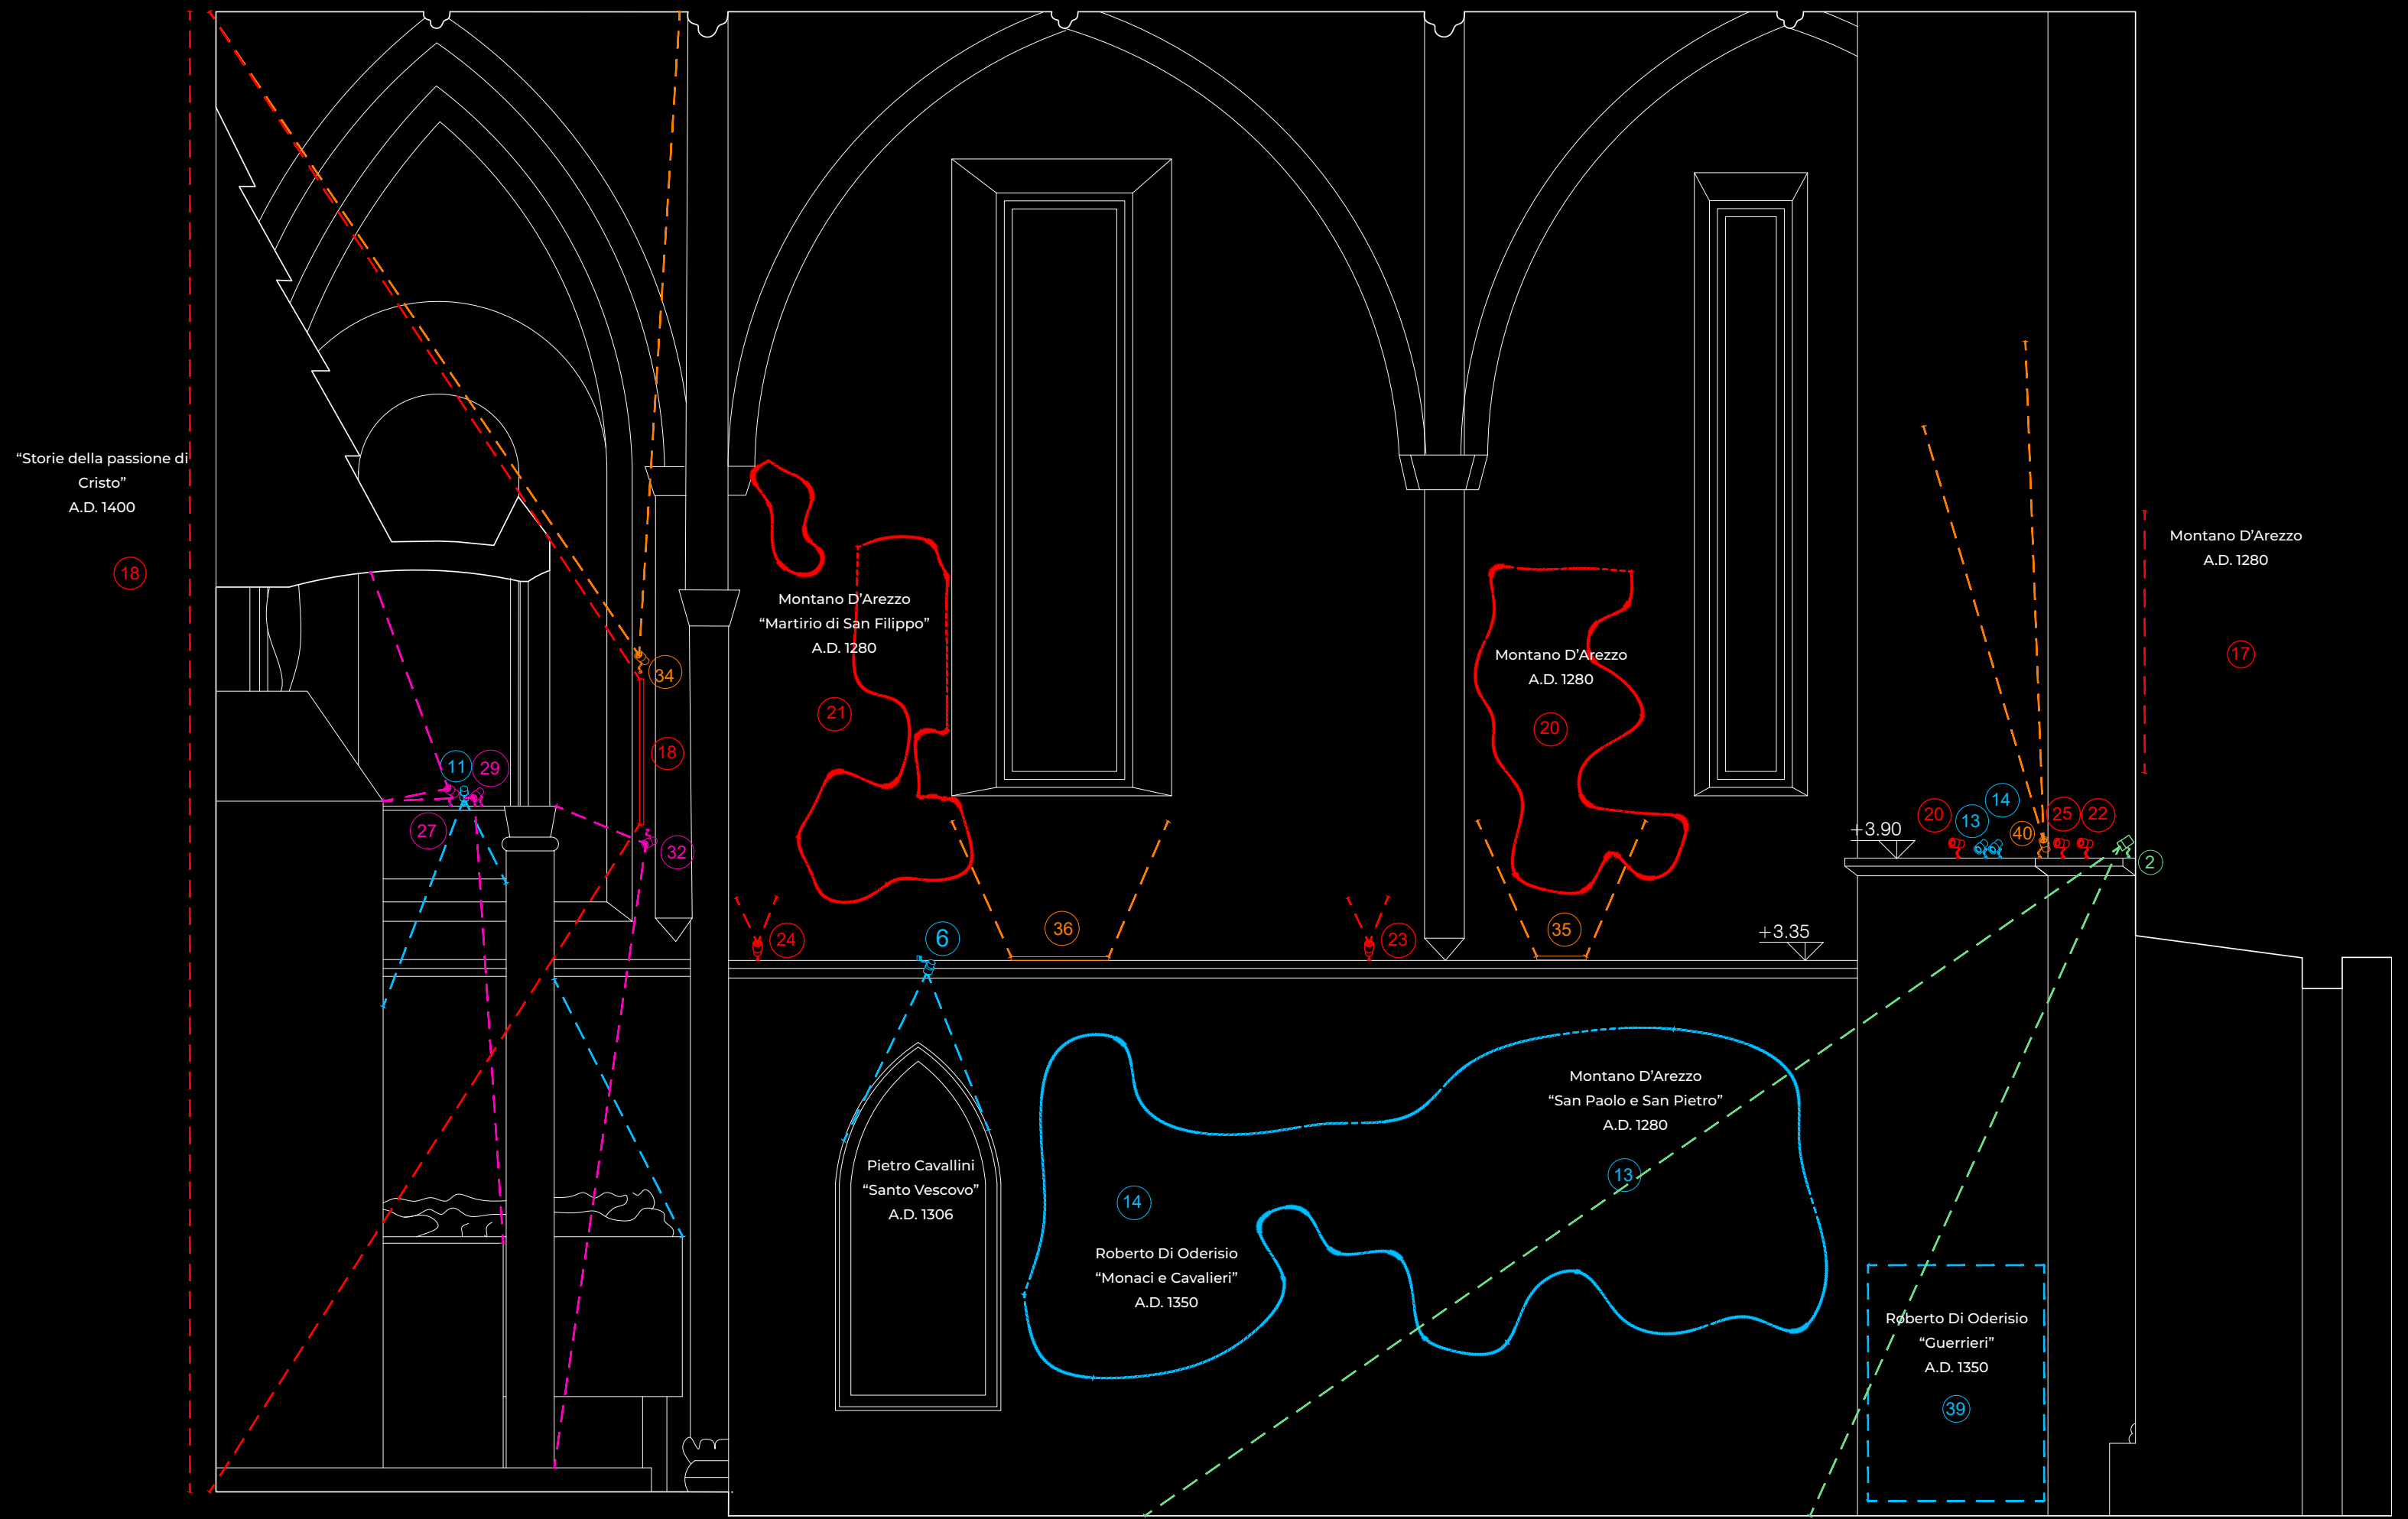 “Storie della passione di
Cristo”
A.D. 1400
18
34
18
11
29
27
32
Montano D’Arezzo
“Martirio di San Filippo”
A.D. 1280
21
24
6
36
Montano D’Arezzo
A.D. 1280
20
23
35
+3.35
+3.90
20
13
14
40
25
22
2
Montano D’Arezzo
A.D. 1280
17
Pietro Cavallini
“Santo Vescovo”
A.D. 1306
14
Roberto Di Oderisio
“Monaci e Cavalieri”
A.D. 1350
Montano D’Arezzo
“San Paolo e San Pietro”
A.D. 1280
13
Roberto Di Oderisio
“Guerrieri”
A.D. 1350
39